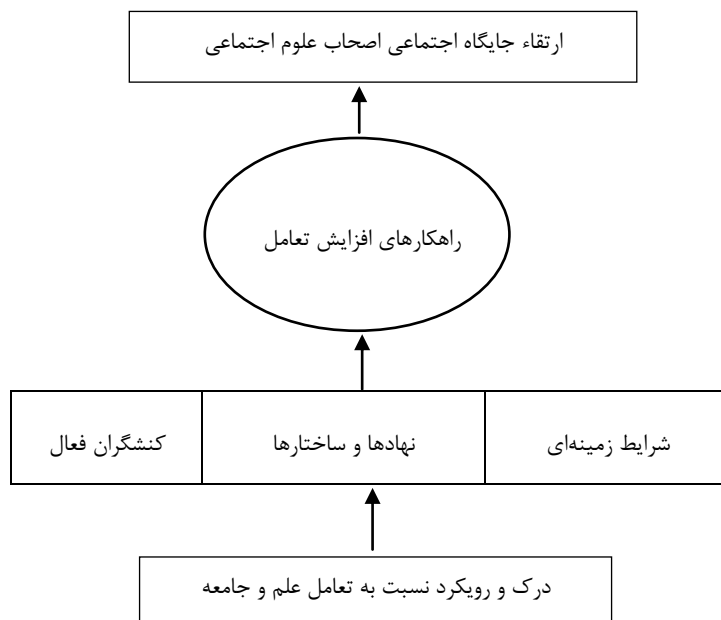 ارتقاء جایگاه اجتماعی اصحاب علوم اجتماعی
راهکارهای افزایش تعامل
شرایط زمینه‌ای
نهادها و ساختارها
کنشگران فعال
درک و رویکرد نسبت به تعامل علم و جامعه